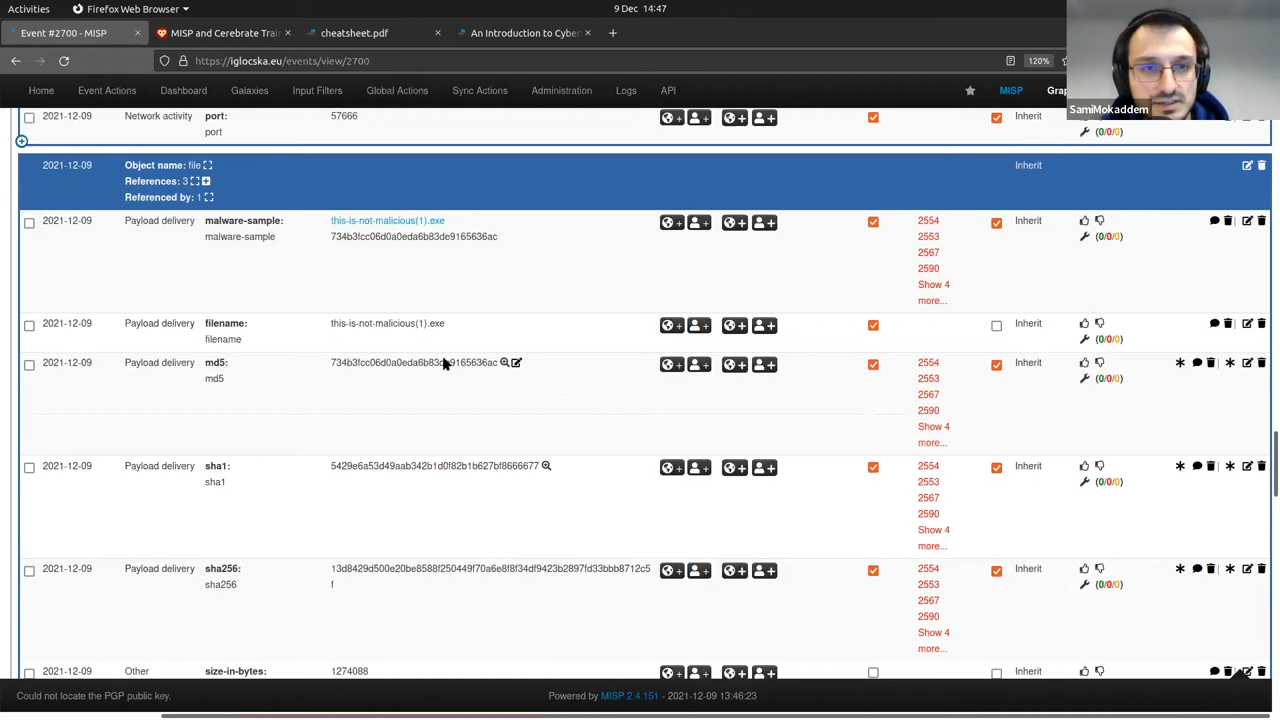 Activities
Firefox Web Browser
9 Dec 14:47
Event #2700 - MISP
MISP and Cerebrate Trai
cheatsheet.pdf
An Introduction to Cyber
https://iglocska.eu/events/view/2700
120%
Home
Event Actions
Dashboard
Galaxies
Input Filters
Global Actions
Sync Actions
Administration
Logs
API
MISP
SamiMokaddem
2021-12-09 Network activity port: 57666 Inherit
port (0/0/0)
2021-12-09 Object name: file Inherit
References: 3
Referenced by: 1
2021-12-09 Payload delivery malware-sample: this-is-not-malicious(1).exe 2554 Inherit
malware-sample 734b3fcc06d0a0eda6b83de9165636ac 2553 (0/0/0)
2567
2590
Show 4
more...
2021-12-09 Payload delivery filename: this-is-not-malicious(1).exe Inherit
filename (0/0/0)
2021-12-09 Payload delivery md5: 734b3fcc06d0a0eda6b83de9165636ac 2554 Inherit
md5 2553 (0/0/0)
2567
2590
Show 4
more...
2021-12-09 Payload delivery sha1: 5429e6a53d49aab342b1d0f82b1b627bf8666677 2554 Inherit
sha1 2553 (0/0/0)
2567
2590
Show 4
more...
2021-12-09 Payload delivery sha256: 13d8429d500e20be8588f250449f70a6e8f8f34df9423b2897fd33bbb8712c5 2554 Inherit
sha256 f 2553 (0/0/0)
2567
2590
Show 4
more...
2021-12-09 Other size-in-bytes: 1274088 Inherit
Could not locate the PGP public key.
Powered by MISP 2.4.151 - 2021-12-09 13:46:23